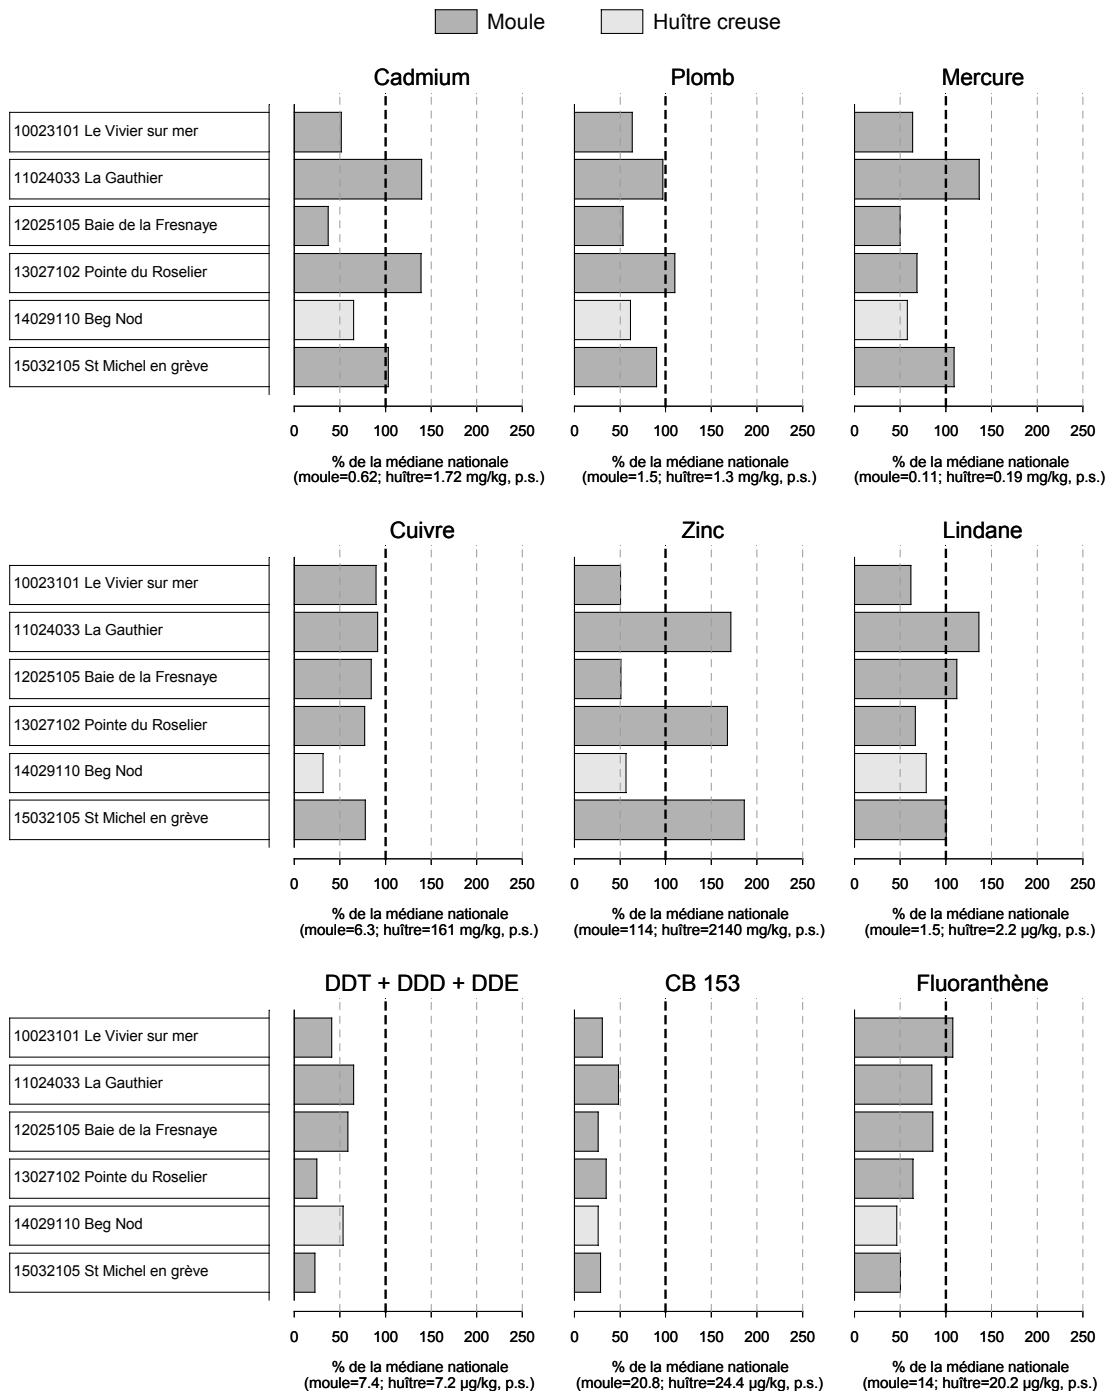 Moule Huître creuse
Cadmium Plomb Mercure
10023101 Le Vivier sur mer
11024033 La Gauthier
12025105 Baie de la Fresnaye
13027102 Pointe du Roselier
14029110 Beg Nod
15032105 St Michel en grève
0 50 100 150 200 250 0 50 100 150 200 250 0 50 100 150 200 250
% de la médiane nationale % de la médiane nationale % de la médiane nationale
(moule=0.62; huître=1.72 mg/kg, p.s.) (moule=1.5; huître=1.3 mg/kg, p.s.) (moule=0.11; huître=0.19 mg/kg, p.s.)
Cuivre Zinc Lindane
10023101 Le Vivier sur mer
11024033 La Gauthier
12025105 Baie de la Fresnaye
13027102 Pointe du Roselier
14029110 Beg Nod
15032105 St Michel en grève
0 50 100 150 200 250 0 50 100 150 200 250 0 50 100 150 200 250
% de la médiane nationale % de la médiane nationale % de la médiane nationale
(moule=6.3; huître=161 mg/kg, p.s.) (moule=114; huître=2140 mg/kg, p.s.) (moule=1.5; huître=2.2 µg/kg, p.s.)
DDT + DDD + DDE CB 153 Fluoranthène
10023101 Le Vivier sur mer
11024033 La Gauthier
12025105 Baie de la Fresnaye
13027102 Pointe du Roselier
14029110 Beg Nod
15032105 St Michel en grève
0 50 100 150 200 250 0 50 100 150 200 250 0 50 100 150 200 250
% de la médiane nationale % de la médiane nationale % de la médiane nationale
(moule=7.4; huître=7.2 µg/kg, p.s.) (moule=20.8; huître=24.4 µg/kg, p.s.) (moule=14; huître=20.2 µg/kg, p.s.)